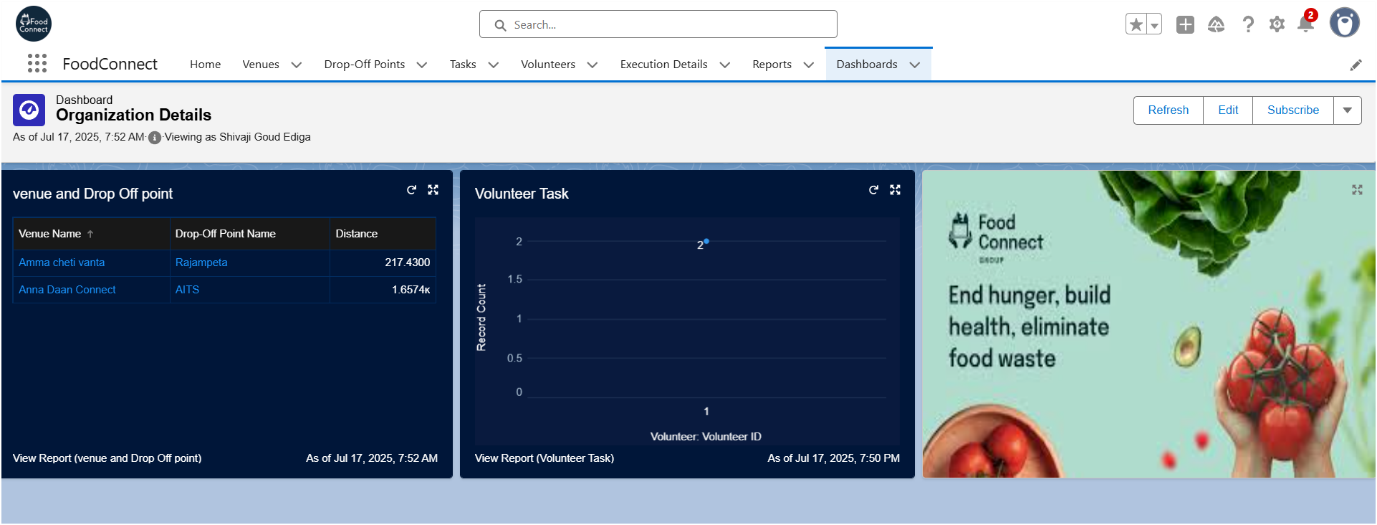 Food
Connect
Search...
2
FoodConnect
Home
Venues
Drop-Off Points
Tasks
Volunteers
Execution Details
Reports
Dashboards
Dashboard
Organization Details
As of Jul 17, 2025, 7:52 AM·Viewing as Shivaji Goud Ediga
Refresh
Edit
Subscribe
venue and Drop Off point
Venue Name ↑ Drop-Off Point Name Distance
Amma cheti vanta Rajampeta 217.4300
Anna Daan Connect AITS 1.6574ĸ
View Report (venue and Drop Off point)
As of Jul 17, 2025, 7:52 AM
Volunteer Task
Record Count
2
1.5
1
0.5
0
2
1
Volunteer: Volunteer ID
View Report (Volunteer Task)
As of Jul 17, 2025, 7:50 PM
Food
Connect
GROUP
End hunger, build
health, eliminate
food waste